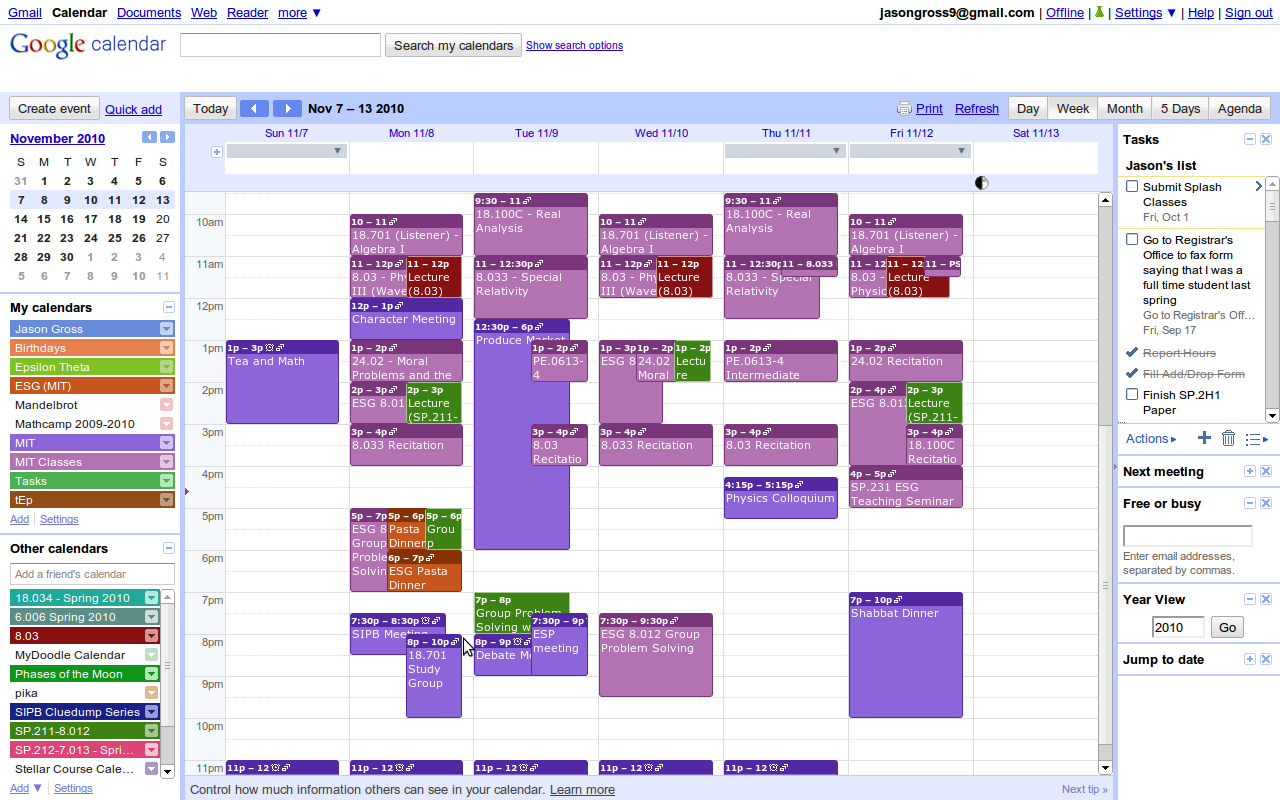 Gmail Calendar Documents Web Reader more ▼
jasongross9@gmail.com | Offline | Settings ▼ | Help | Sign out
Google calendar
Search my calendars
Show search options
Create event
Quick add
Today
Nov 7 – 13 2010
Print
Refresh
Day
Week
Month
5 Days
Agenda
November 2010
S M T W F S
31 1 2 3 4 5 6
7 8 9 10 11 12 13
14 15 16 17 18 19 20
21 22 23 24 25 26 27
28 29 30 1 2 3 4
5 6 7 8 9 10 11
My calendars
Jason Gross
Birthdays
Epsilon Theta
ESG (MIT)
Mandelbrot
Mathcamp 2009-2010
MIT
MIT Classes
Tasks
tEp
Add | Settings
Other calendars
Add a friend's calendar
18.034 - Spring 2010
6.006 Spring 2010
8.03
MyDoodle Calendar
Phases of the Moon
pika
SIPB Cluedump Series
SP.211-8.012
SP.212-7.013 - Spri...
Stellar Course Cale...
Add ▼ | Settings
Sun 11/7
Mon 11/8
Tue 11/9
Wed 11/10
Thu 11/11
Fri 11/12
Sat 11/13
10am
11am
12pm
1pm
2pm
3pm
4pm
5pm
6pm
7pm
8pm
9pm
10pm
11pm
1p – 3p
Tea and Math
11p – 12
10 – 11
18.701 (Listener) -
Algebra I
11 – 12p
8.03 - Phy
III (Wave
11 – 12p
Lecture
(8.03)
12p – 1p
Character Meeting
1p – 2p
24.02 - Moral
Problems and the
2p – 3p
ESG 8.01
2p – 3p
Lecture
(SP.211-
3p – 4p
8.033 Recitation
5p – 7p
ESG 8
Group
Proble
Solvin
5p – 6p
Pasta
Dinner
5p – 6p
Grou
p
6p – 7p
ESG Pasta
Dinner
7:30p – 8:30p
SIPB Meeting
8p – 10p
18.701
Study
Group
11p – 12
9:30 – 11
18.100C - Real
Analysis
11 – 12:30p
8.033 - Special
Relativity
12:30p – 6p
Produce Market
1p – 2p
PE.0613-
4
3p – 4p
8.03
Recitatio
7p – 8p
Group Problem
Solving w
7:30p – 9p
ESP
meeting
8p – 9p
Debate M
11p – 12
10 – 11
18.701 (Listener) -
Algebra I
11 – 12p
8.03 - Phy
III (Wave
11 – 12p
Lecture
(8.03)
1p – 3p
ESG 8
1p – 2p
24.02
Moral
1p – 2p
Lectu
re
3p – 4p
8.033 Recitation
7:30p – 9:30p
ESG 8.012 Group
Problem Solving
11p – 12
9:30 – 11
18.100C - Real
Analysis
11 – 12:30p
8.033 - Special
Relativity
11 – 8.033
1p – 2p
PE.0613-4
Intermediate
3p – 4p
8.03 Recitation
4:15p – 5:15p
Physics Colloquium
11p – 12
10 – 11
18.701 (Listener) -
Algebra I
11 – 12
8.03 -
Physic
11 – 12
Lecture
(8.03)
11 – PS
1p – 2p
24.02 Recitation
2p – 4p
ESG 8.01
2p – 3p
Lecture
(SP.211-
3p – 4p
18.100C
Recitatio
4p – 5p
SP.231 ESG
Teaching Seminar
7p – 10p
Shabbat Dinner
Control how much information others can see in your calendar. Learn more
Next tip »
Tasks
Jason's list
Submit Splash
Classes
Fri, Oct 1
Go to Registrar's
Office to fax form
saying that I was a
full time student last
spring
Go to Registrar's Off...
Fri, Sep 17
Report Hours
Fill Add/Drop Form
Finish SP.2H1
Paper
Actions ▸
Next meeting
Free or busy
Enter email addresses,
separated by commas.
Year View
2010
Go
Jump to date